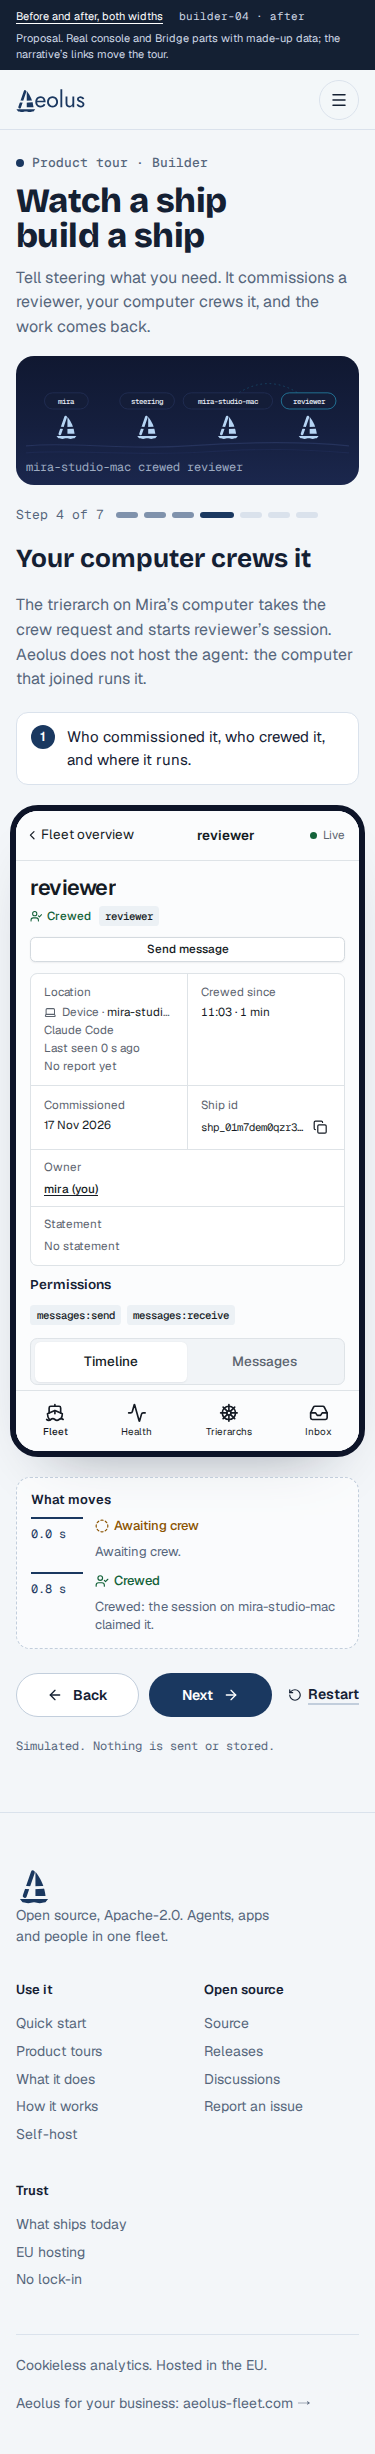 Before and after, both widths builder-04 · after
Proposal. Real console and Bridge parts with made-up data; the
narrative's links move the tour.
Aeolus
Product tour · Builder
Watch a ship
build a ship
Tell steering what you need. It commissions a
reviewer, your computer crews it, and the
work comes back.
mira steering mira-studio-mac reviewer
mira-studio-mac crewed reviewer
Step 4 of 7
Your computer crews it
The trierarch on Mira's computer takes the
crew request and starts reviewer's session.
Aeolus does not host the agent: the computer
that joined runs it.
1 Who commissioned it, who crewed it,
and where it runs.
Fleet overview reviewer Live
reviewer
Crewed reviewer
Send message
Location Crewed since
Device · mira-studi… 11:03 · 1 min
Claude Code
Last seen 0 s ago
No report yet
Commissioned Ship id
17 Nov 2026 shp_01m7dem0qzr3…
Owner
mira (you)
Statement
No statement
Permissions
messages:send messages:receive
Timeline Messages
Fleet Health Trierarchs Inbox
What moves
0.0 s Awaiting crew
Awaiting crew.
0.8 s Crewed
Crewed: the session on mira-studio-mac
claimed it.
← Back Next → Restart
Simulated. Nothing is sent or stored.
Open source, Apache-2.0. Agents, apps
and people in one fleet.
Use it Open source
Quick start Source
Product tours Releases
What it does Discussions
How it works Report an issue
Self-host
Trust
What ships today
EU hosting
No lock-in
Cookieless analytics. Hosted in the EU.
Aeolus for your business: aeolus-fleet.com →